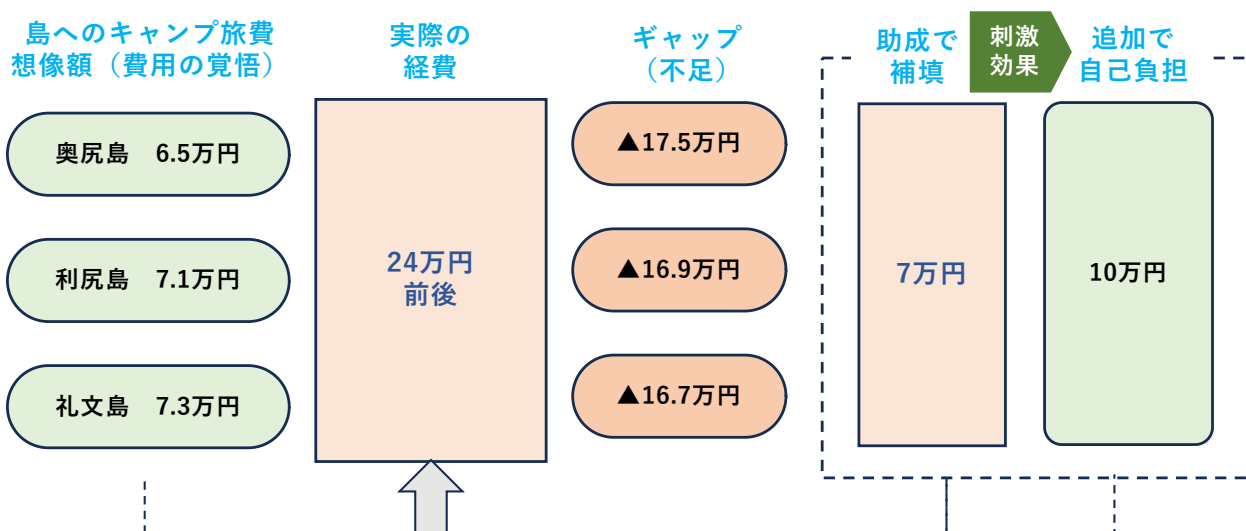 島へのキャンプ旅費
想像額（費用の覚悟）
奥尻島　6.5万円
利尻島　7.1万円
礼文島　7.3万円
実際の
経費
24万円
前後
ギャップ
（不足）
▲17.5万円
▲16.9万円
▲16.7万円
助成で
補填
7万円
刺激
効果
追加で
自己負担
10万円